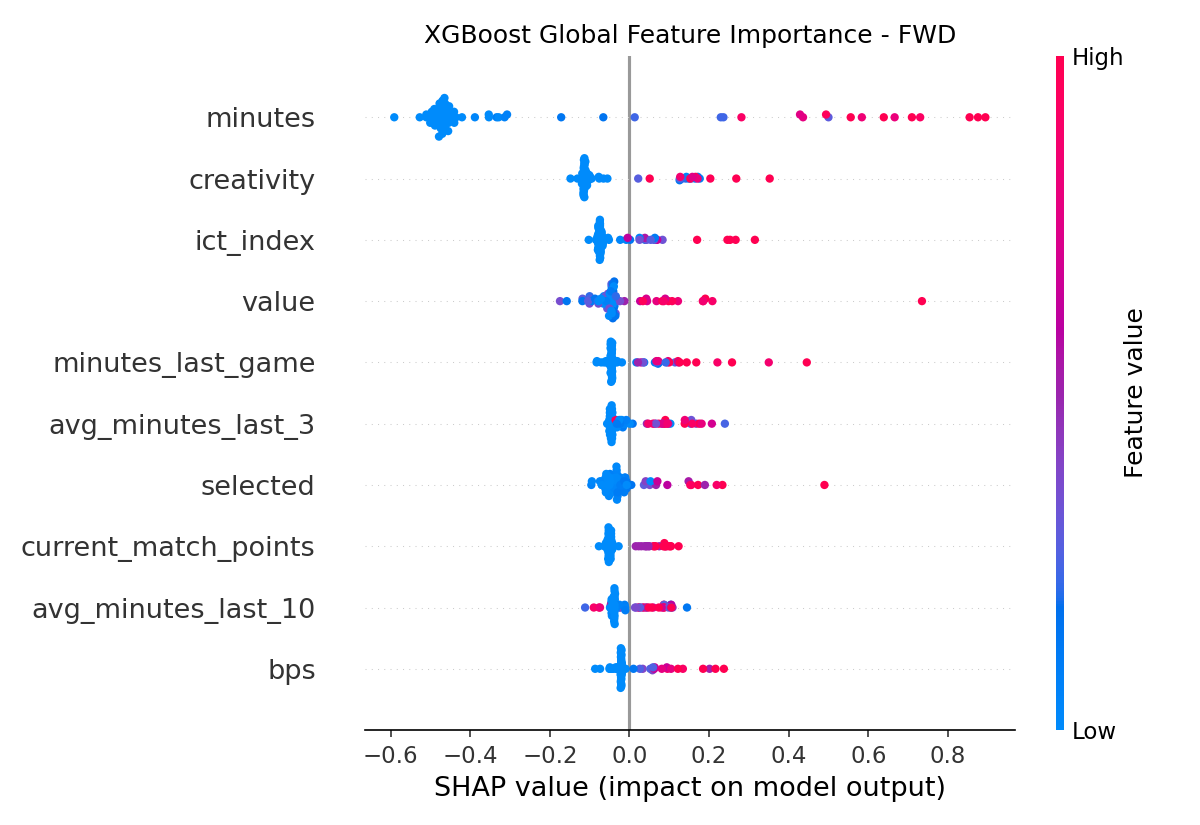 XGBoost Global Feature Importance - FWD
High
minutes
creativity
ict_index
value
minutes_last_game
avg_minutes_last_3
selected
current_match_points
avg_minutes_last_10
bps
Feature value
Low
−0.6 −0.4 −0.2 0.0 0.2 0.4 0.6 0.8
SHAP value (impact on model output)